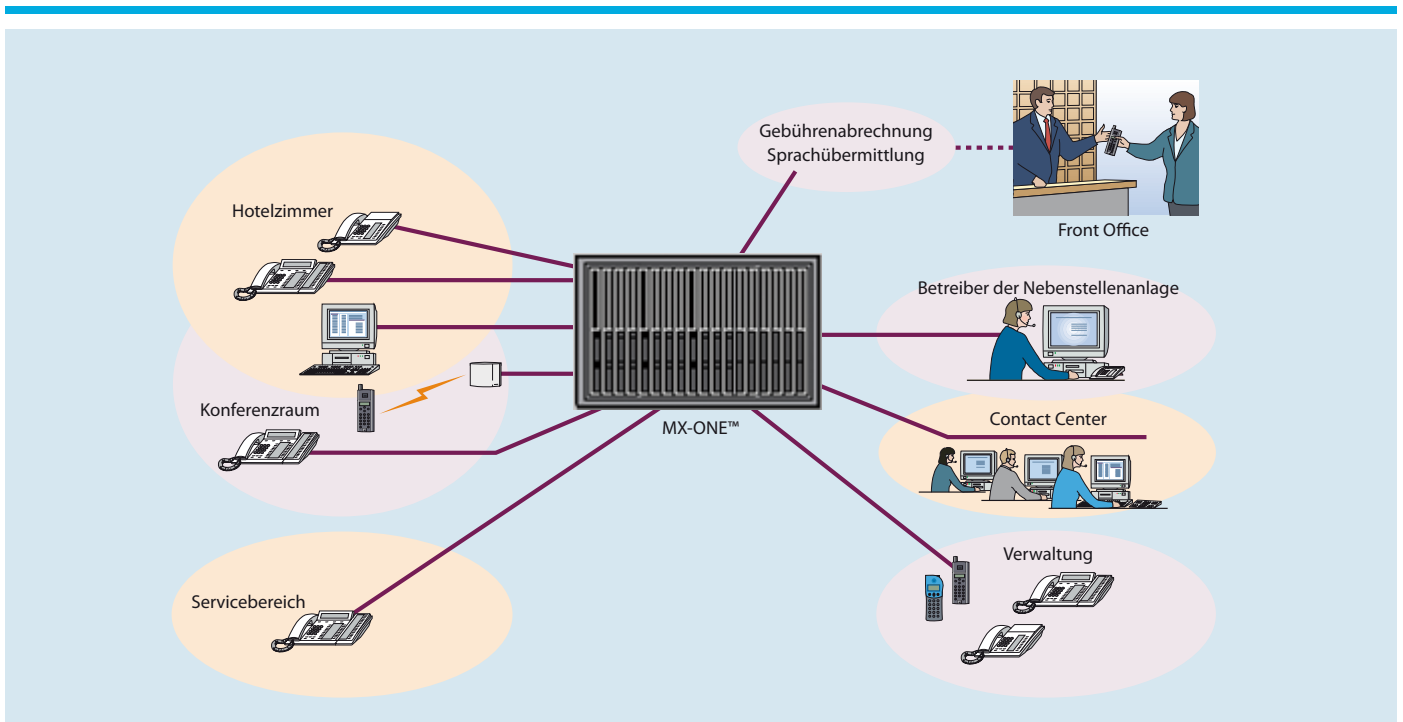 Gebührenabrechnung
Sprachübermittlung
Front Office
Hotelzimmer
Betreiber der Nebenstellenanlage
Konferenzraum
MX-ONE™
Contact Center
Verwaltung
Servicebereich